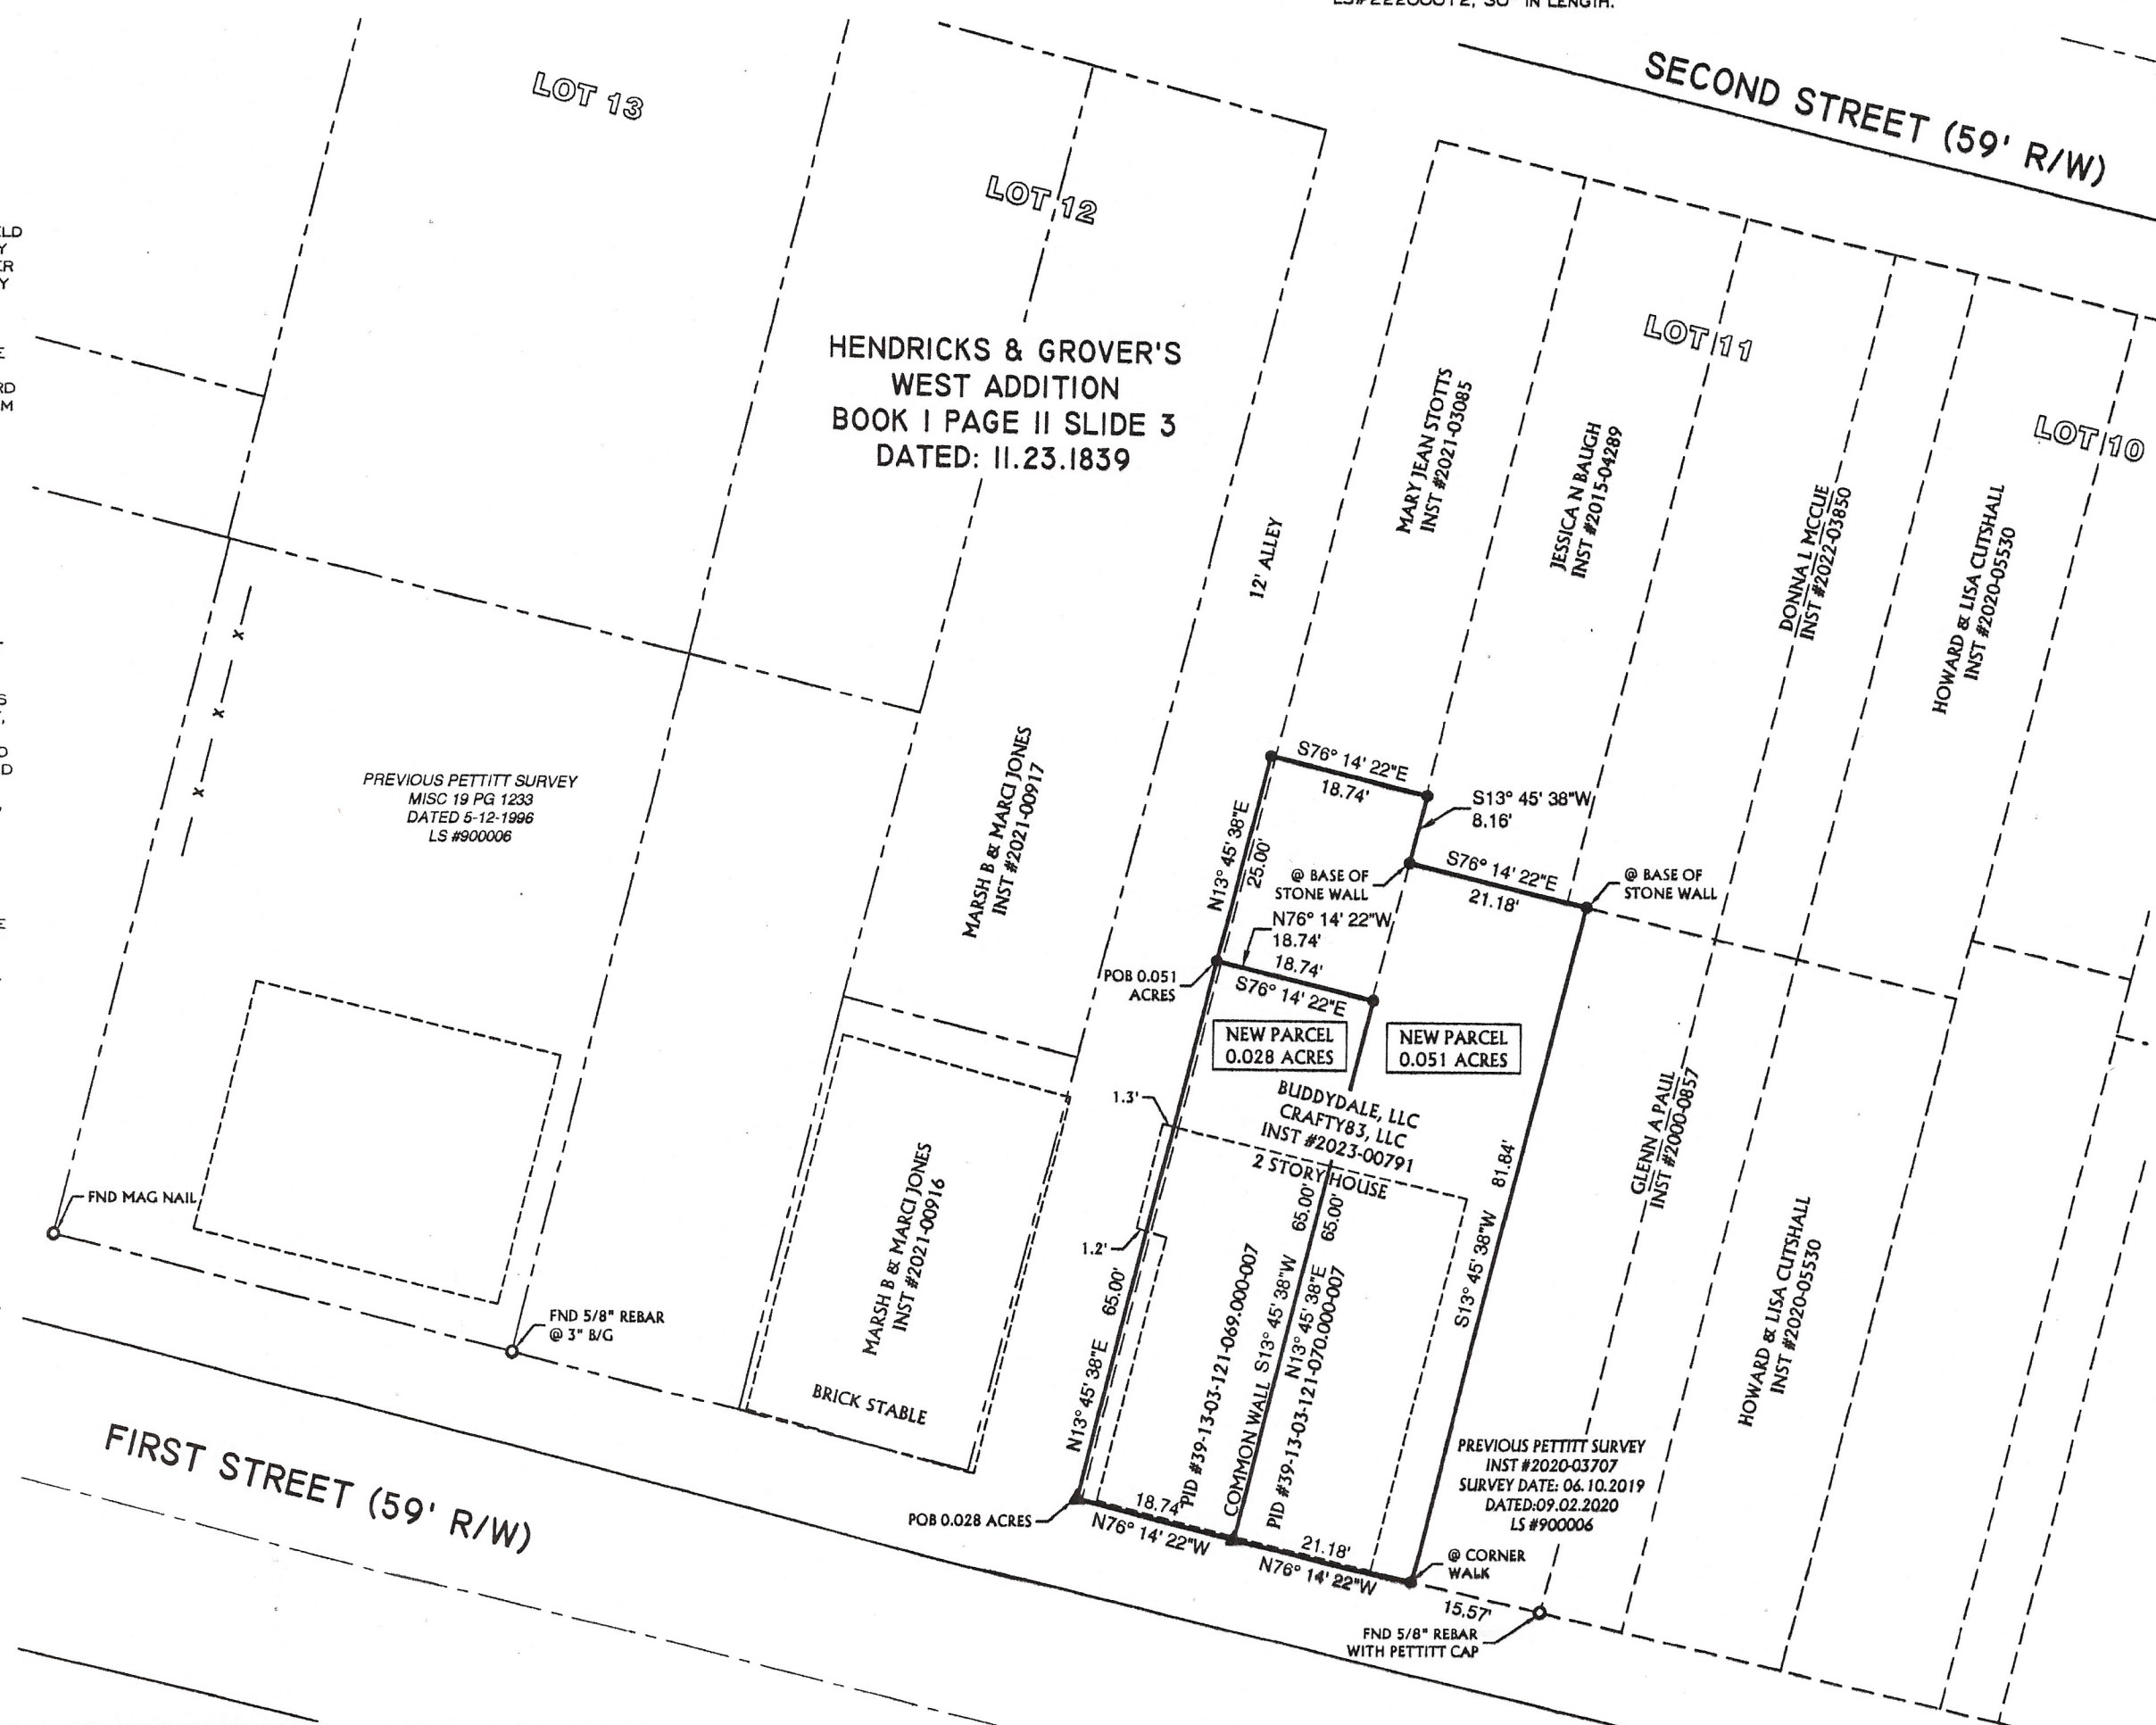 IN LENGTH.
SECOND STREET (59' R/W)
LOT 13
LOT 12
LOT 11
LOT 10
HENDRICKS & GROVER'S
WEST ADDITION
BOOK 1 PAGE 11 SLIDE 3
DATED: 11.23.1839
12' ALLEY
MARY JEAN STOTTS
INST #2021-03085
JESSICA N BAUGH
INST #2015-04289
DONNA L MCCUE
INST #2022-03850
HOWARD & LISA CUTSHALL
INST #2020-05530
PREVIOUS PETTITT SURVEY
MISC 19 PG 1233
DATED 5-12-1996
LS #900006
MARSH B & MARCI JONES
INST #2021-00917
S76° 14' 22"E
18.74'
S13° 45' 38"W
8.16'
N13° 45' 38"E
25.00'
@ BASE OF
STONE WALL
S76° 14' 22"E
21.18'
@ BASE OF
STONE WALL
N76° 14' 22"W
18.74'
18.74'
S76° 14' 22"E
POB 0.051
ACRES
NEW PARCEL
0.028 ACRES
NEW PARCEL
0.051 ACRES
BUDDYDALE, LLC
CRAFTY83, LLC
INST #2023-00791
2 STORY HOUSE
1.3'
1.2'
N13° 45' 38"E 65.00'
PID #39-13-03-121-069.000-007
COMMON WALL S13° 45' 38"W 65.00'
N13° 45' 38"E 65.00'
PID #39-13-03-121-070.000-007
S13° 45' 38"W 81.84'
GLENN A PAUL
INST #2000-0857
HOWARD & LISA CUTSHALL
INST #2020-05530
FND MAG NAIL
FND 5/8" REBAR
@ 3" B/G
MARSH B & MARCI JONES
INST #2021-00916
BRICK STABLE
FIRST STREET (59' R/W)
POB 0.028 ACRES
18.74'
N76° 14' 22"W
21.18'
N76° 14' 22"W
PREVIOUS PETTITT SURVEY
INST #2020-03707
SURVEY DATE: 06.10.2019
DATED:09.02.2020
LS #900006
@ CORNER
WALK
15.57'
FND 5/8" REBAR
WITH PETTITT CAP